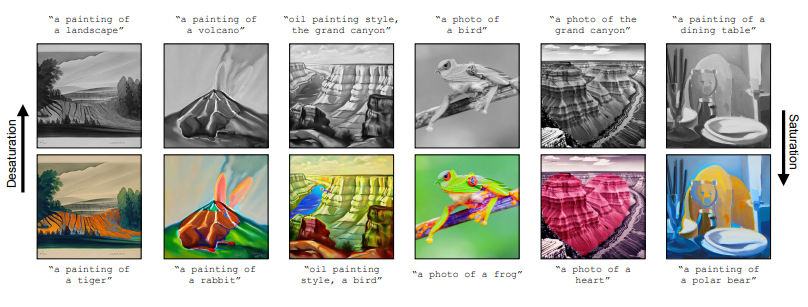 “a painting of
a landscape”
“a painting of
a volcano”
“oil painting style,
the grand canyon”
“a photo of
a bird”
“a photo of the
grand canyon”
“a painting of a
dining table”
Desaturation
Saturation
“a painting of
a tiger”
“a painting of
a rabbit”
“oil painting
style, a bird”
“a photo of a frog”
“a photo of a
heart”
“a painting of
a polar bear”